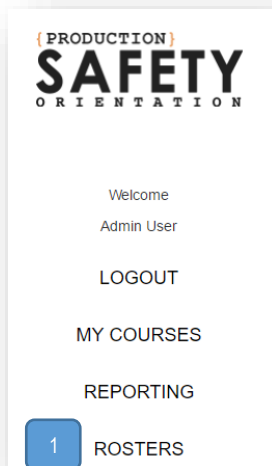 {PRODUCTION}
SAFETY
ORIENTATION
Welcome
Admin User
LOGOUT
MY COURSES
REPORTING
1 ROSTERS